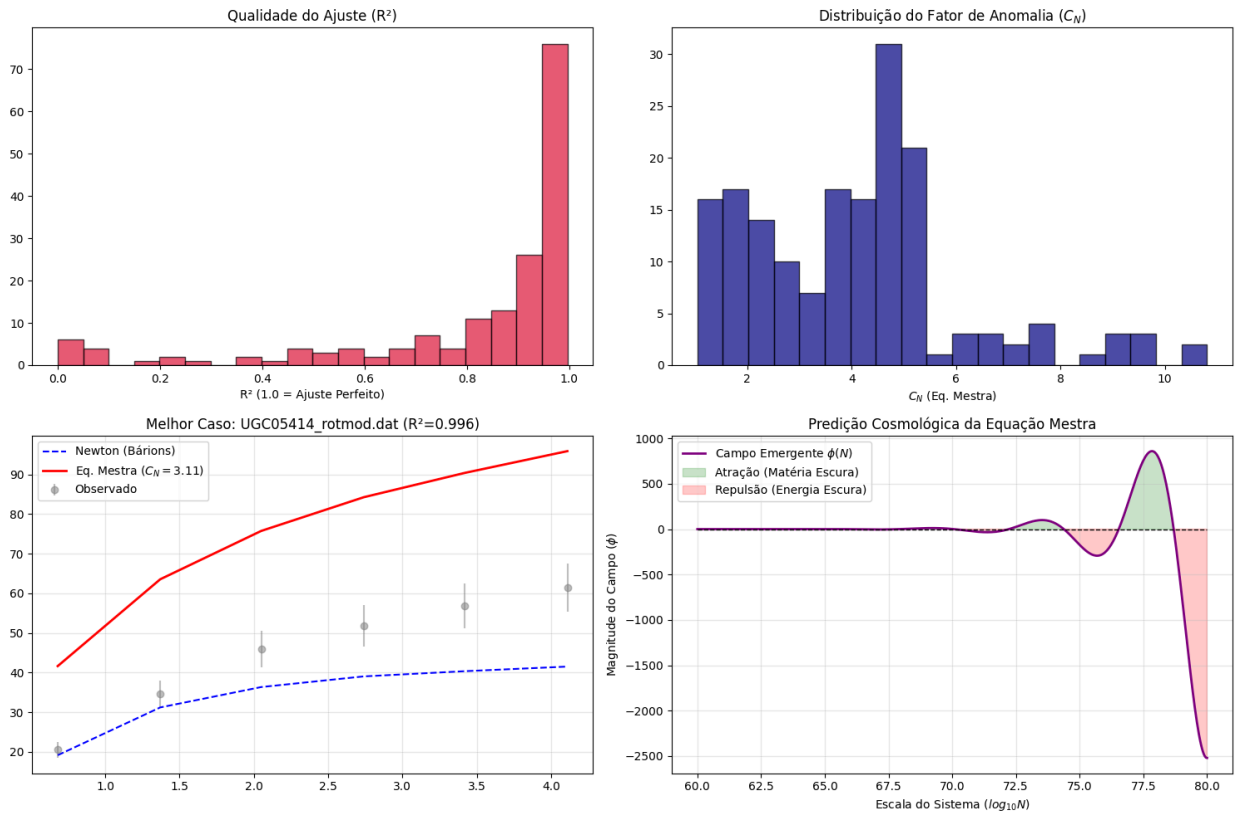 Qualidade do Ajuste (R²)
70
60
50
40
30
20
10
0
0.0 0.2 0.4 0.6 0.8 1.0
R² (1.0 = Ajuste Perfeito)
Distribuição do Fator de Anomalia (C_N)
30
25
20
15
10
5
0
2 4 6 8 10
C_N (Eq. Mestra)
Melhor Caso: UGC05414_rotmod.dat (R²=0.996)
Newton (Bárions)
Eq. Mestra (C_N = 3.11)
Observado
90
80
70
60
50
40
30
20
1.0 1.5 2.0 2.5 3.0 3.5 4.0
Predição Cosmológica da Equação Mestra
Campo Emergente ϕ(N)
Atração (Matéria Escura)
Repulsão (Energia Escura)
Magnitude do Campo (ϕ)
1000
500
0
−500
−1000
−1500
−2000
−2500
60.0 62.5 65.0 67.5 70.0 72.5 75.0 77.5 80.0
Escala do Sistema (log₁₀N)